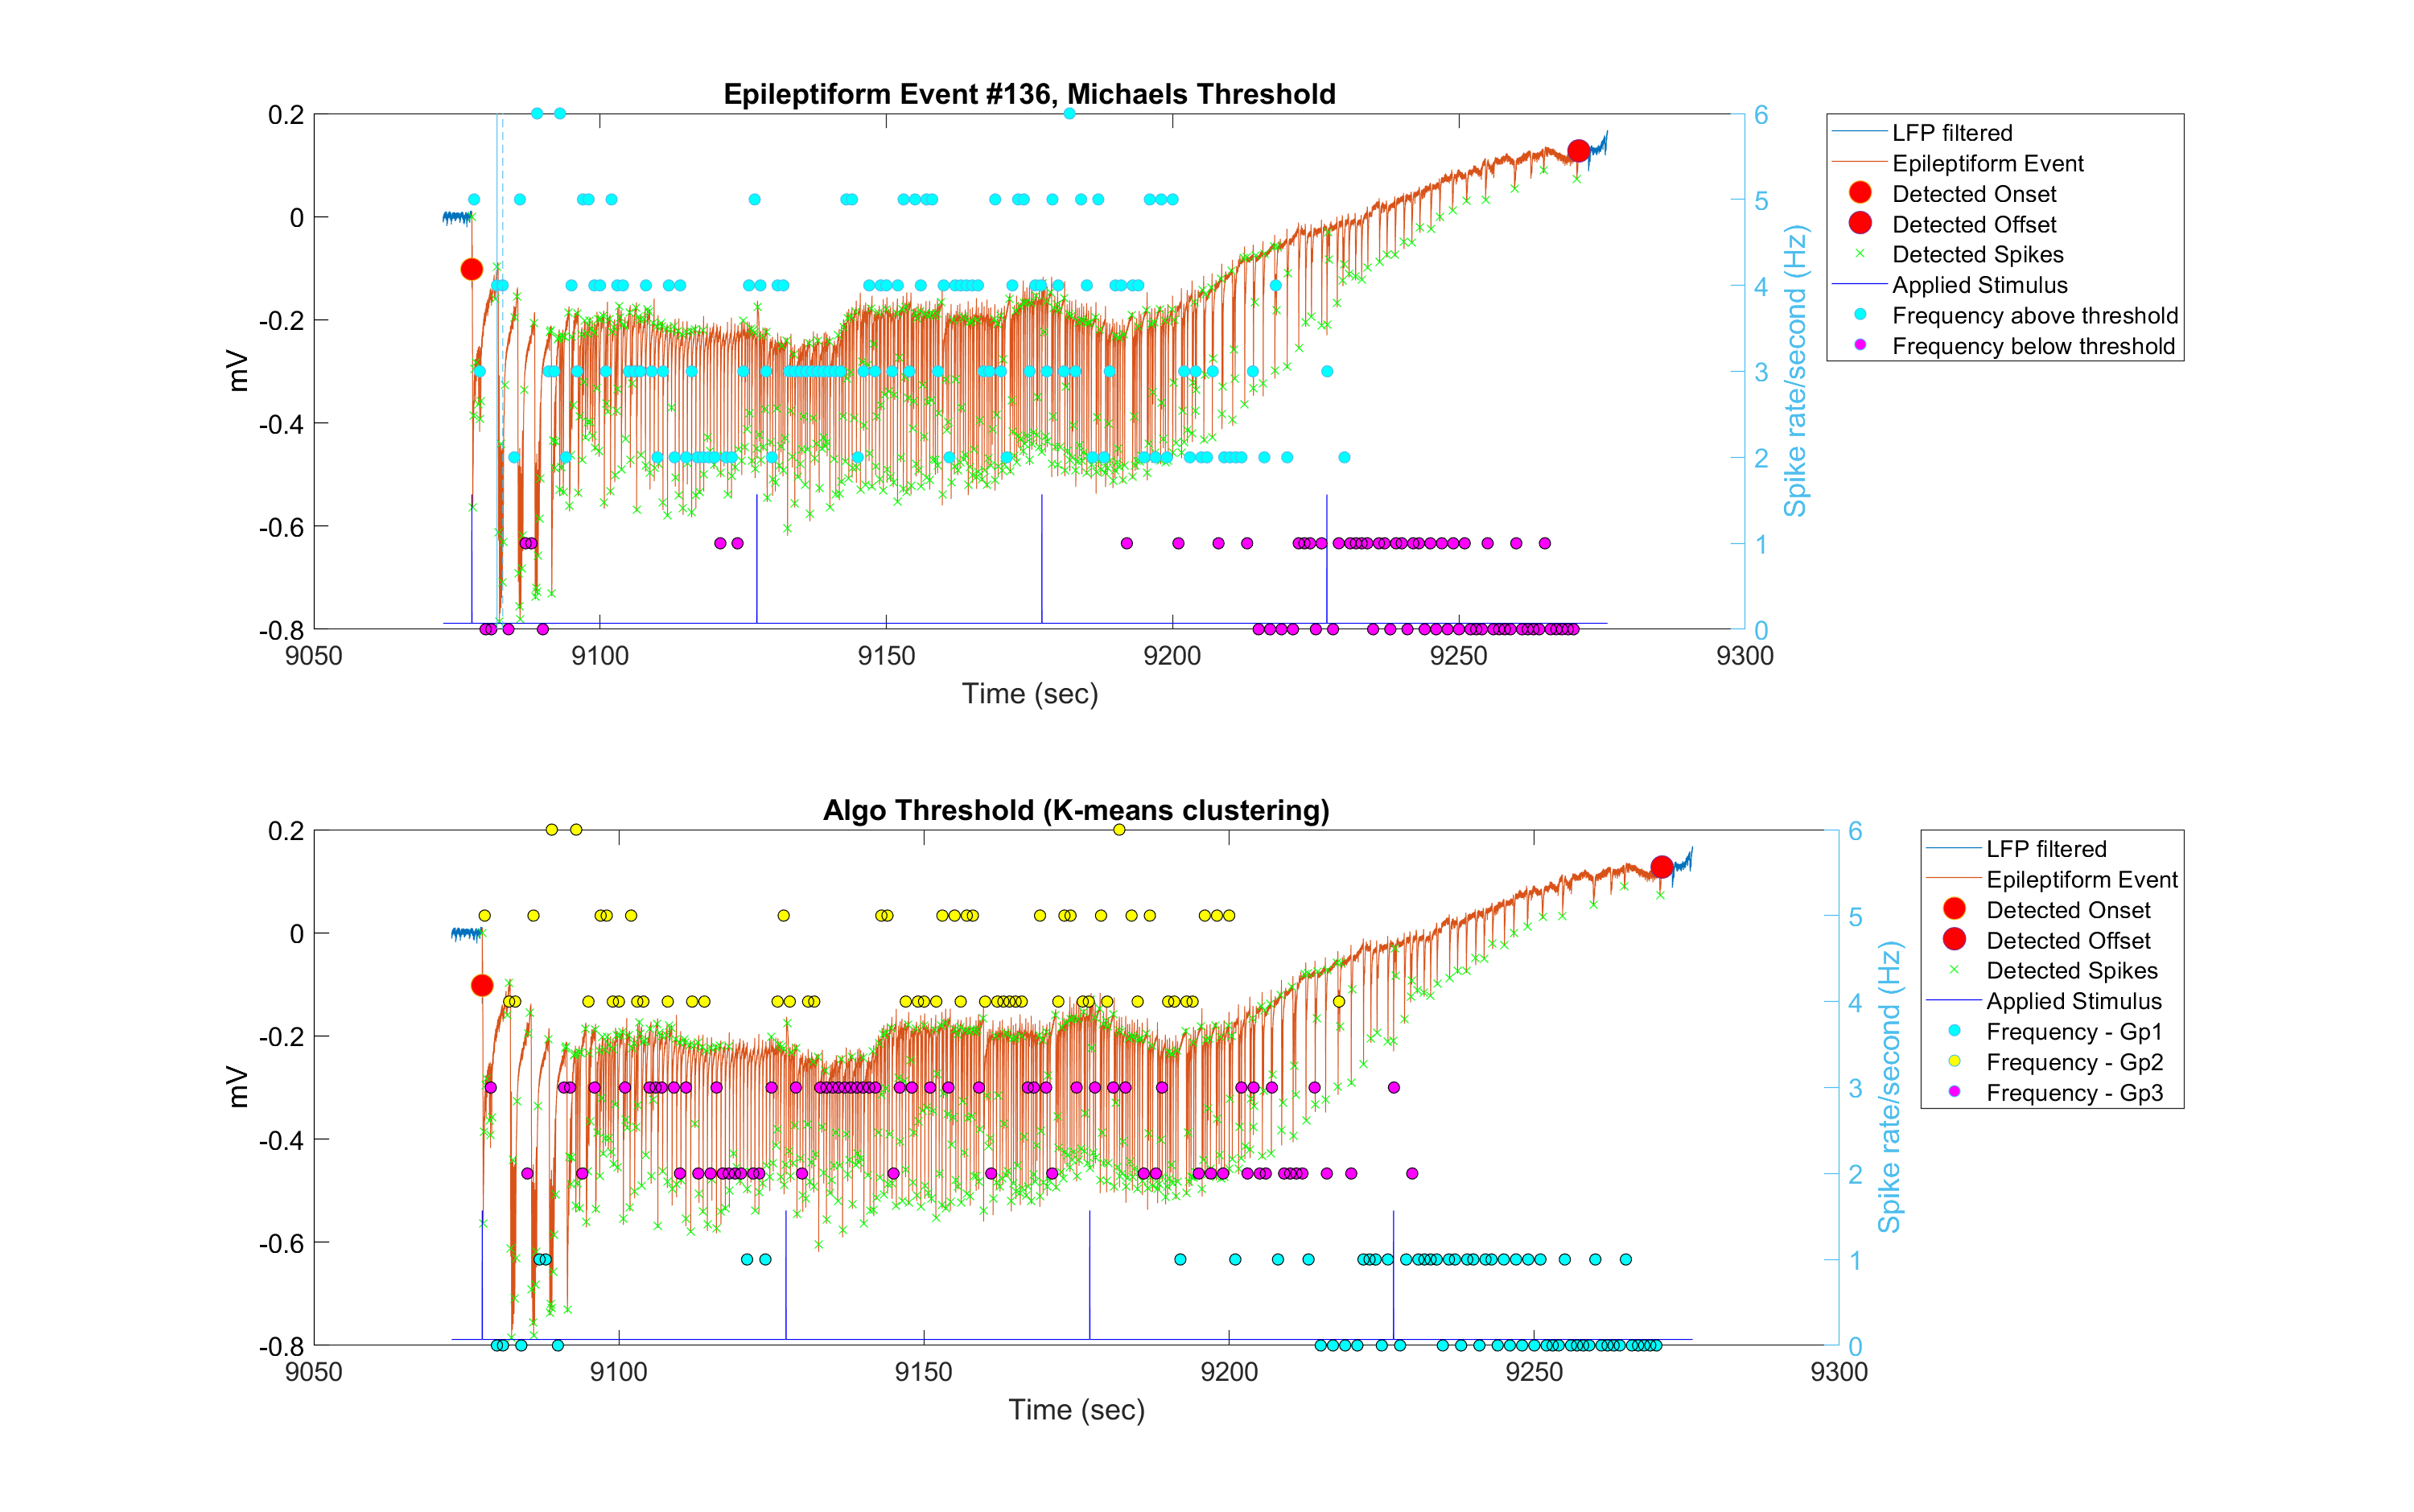 Epileptiform Event #136, Michaels Threshold
0.2
0
-0.2
-0.4
-0.6
-0.8
mV
9050
9100
9150
9200
9250
9300
Time (sec)
6
5
4
3
2
1
0
Spike rate/second (Hz)
LFP filtered
Epileptiform Event
Detected Onset
Detected Offset
Detected Spikes
Applied Stimulus
Frequency above threshold
Frequency below threshold
Algo Threshold (K-means clustering)
0.2
0
-0.2
-0.4
-0.6
-0.8
mV
9050
9100
9150
9200
9250
9300
Time (sec)
6
5
4
3
2
1
0
Spike rate/second (Hz)
LFP filtered
Epileptiform Event
Detected Onset
Detected Offset
Detected Spikes
Applied Stimulus
Frequency - Gp1
Frequency - Gp2
Frequency - Gp3